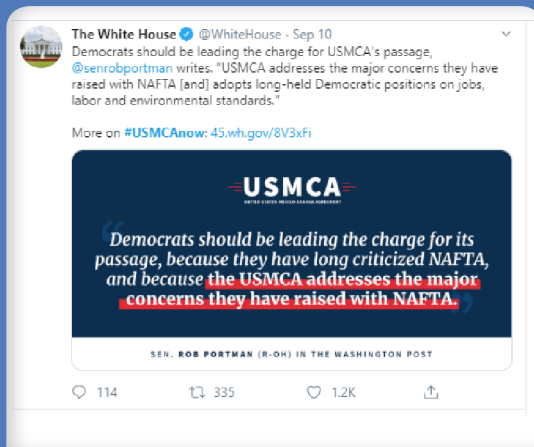 The White House @WhiteHouse · Sep 10
Democrats should be leading the charge for USMCA's passage,
@senrobportman writes. "USMCA addresses the major concerns they have
raised with NAFTA [and] adopts long-held Democratic positions on jobs,
labor and environmental standards."
More on #USMCAnow: 45.wh.gov/8V3xFi
USMCA
UNITED STATES–MEXICO–CANADA AGREEMENT
“Democrats should be leading the charge for its
passage, because they have long criticized NAFTA,
and because the USMCA addresses the major
concerns they have raised with NAFTA.”
SEN. ROB PORTMAN (R-OH) IN THE WASHINGTON POST
114 335 1.2K